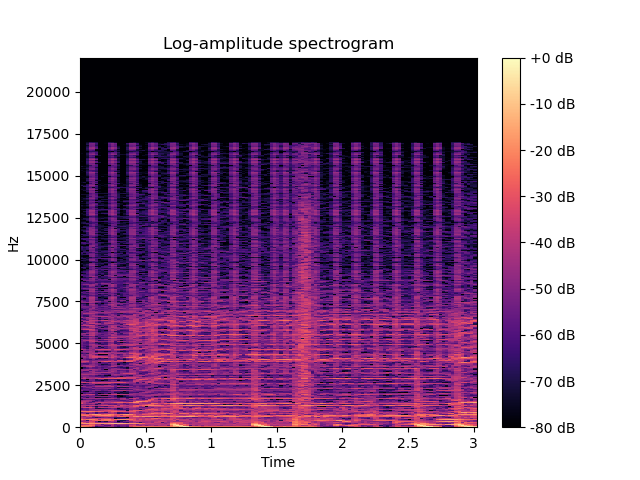 Log-amplitude spectrogram
Hz
20000
17500
15000
12500
10000
7500
5000
2500
0
0 0.5 1 1.5 2 2.5 3
Time
+0 dB
-10 dB
-20 dB
-30 dB
-40 dB
-50 dB
-60 dB
-70 dB
-80 dB